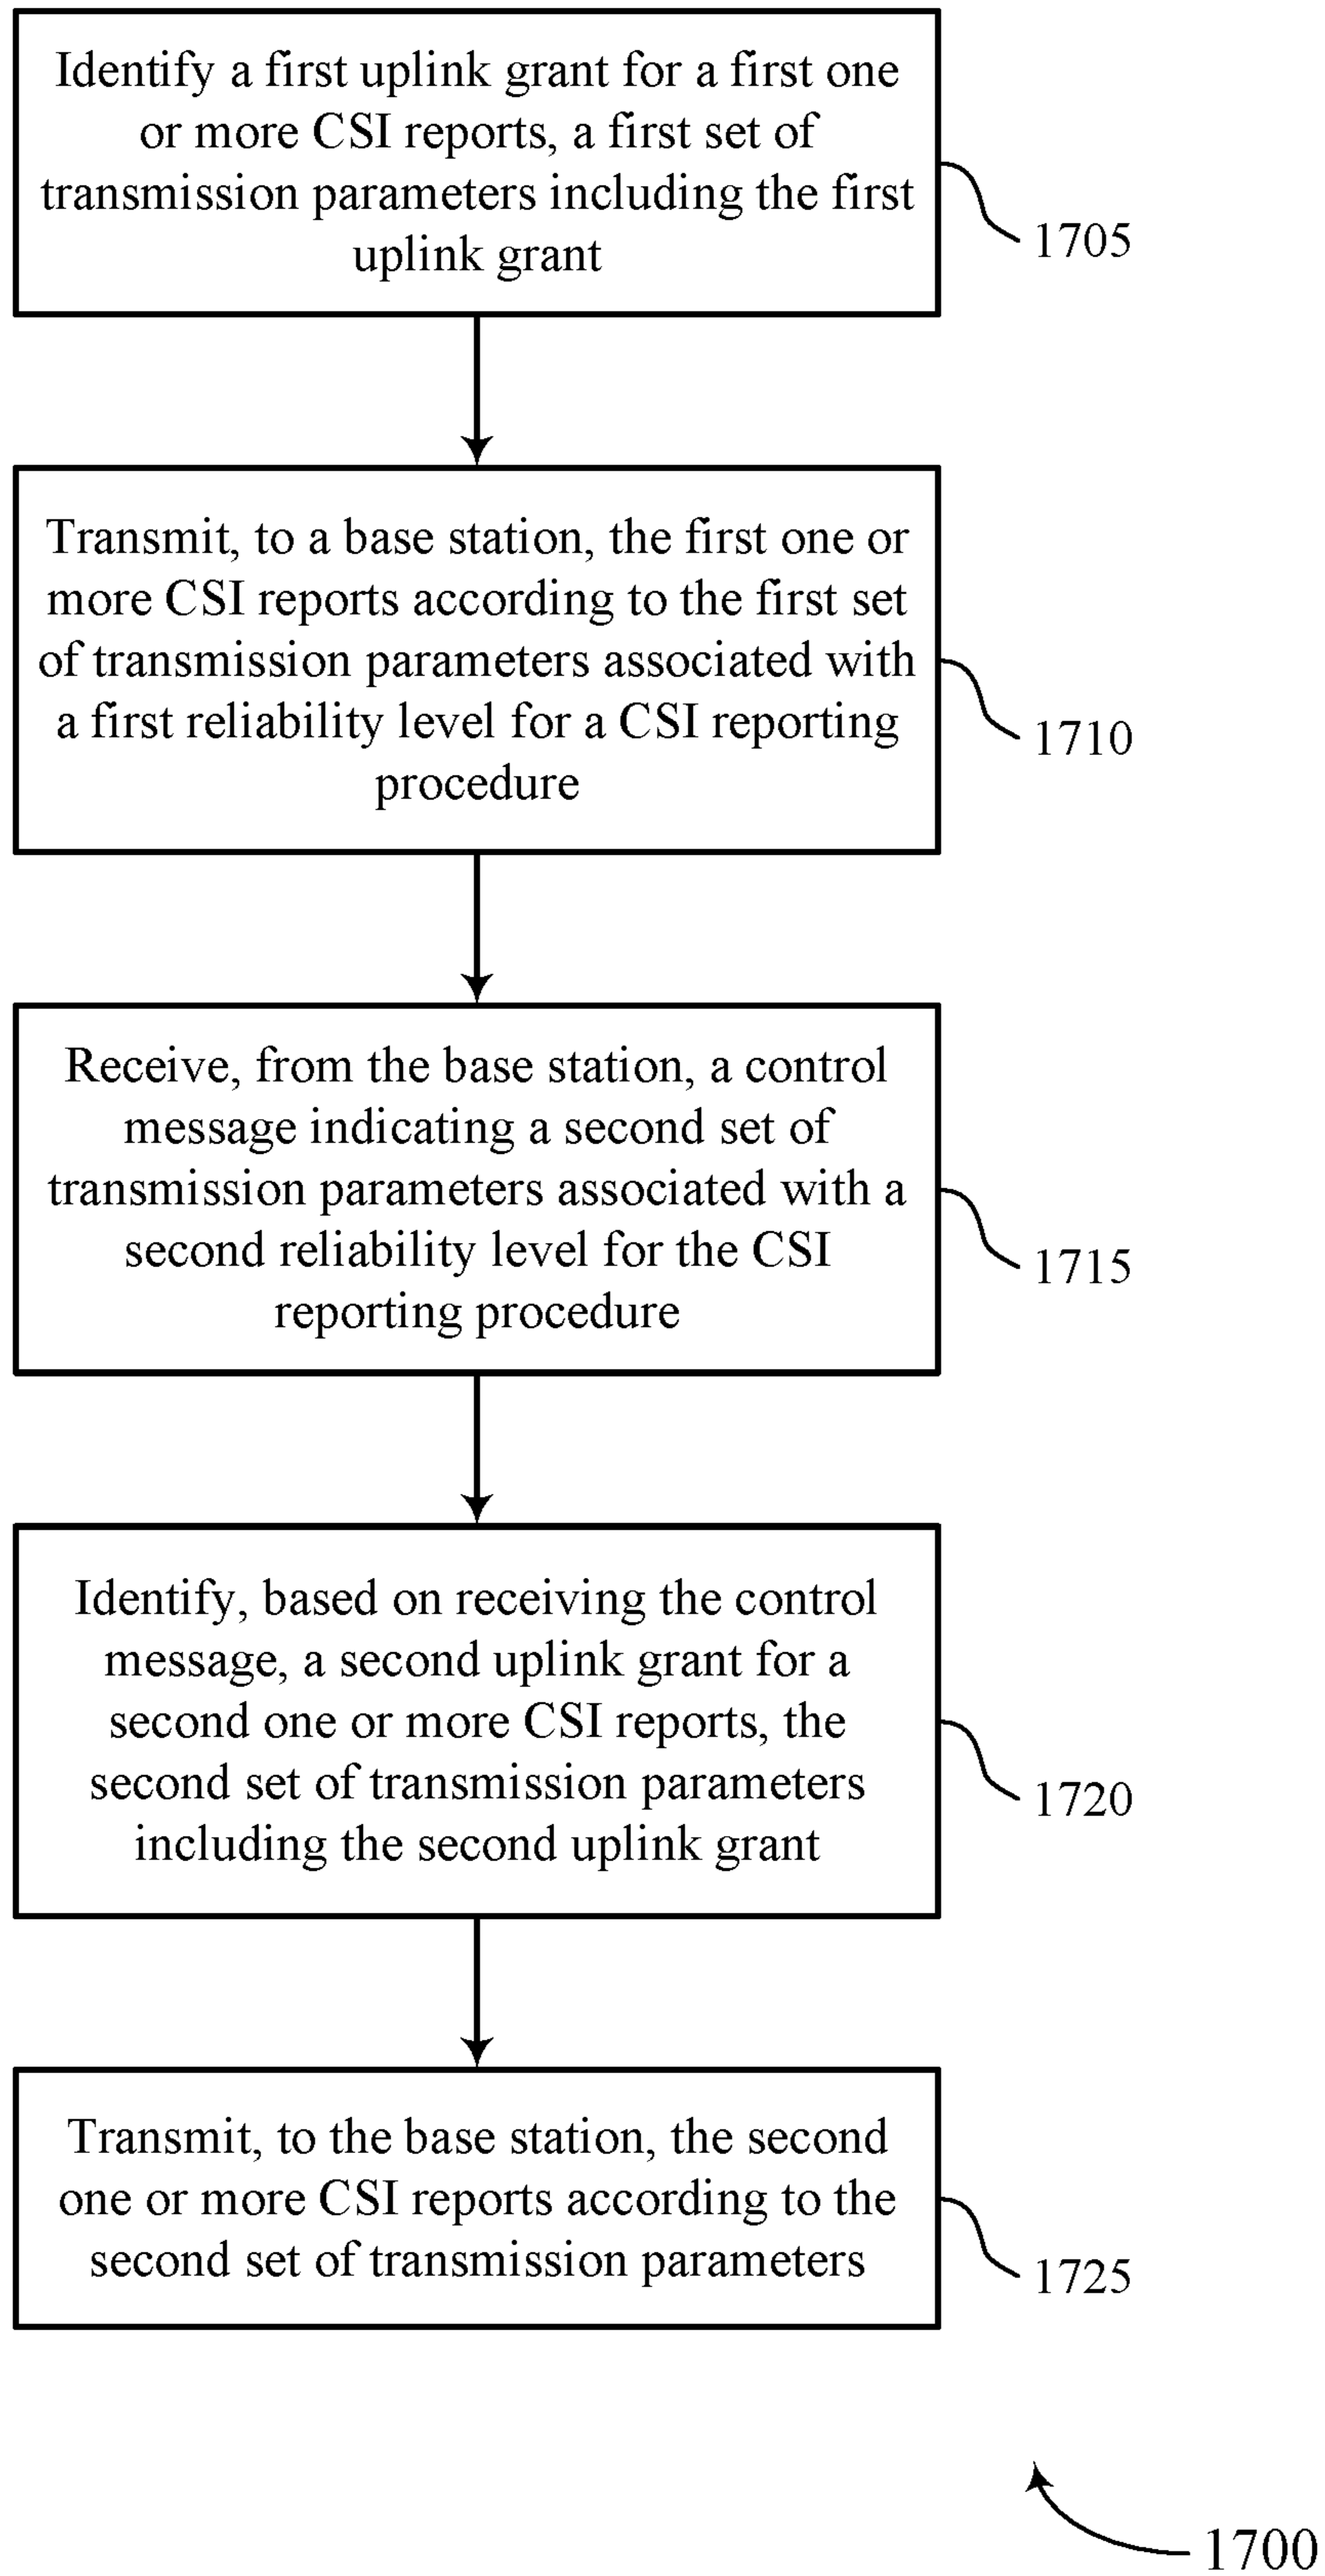 Identify a first uplink grant for a first one
or more CSI reports, a first set of
transmission parameters including the first
uplink grant
1705
Transmit, to a base station, the first one or
more CSI reports according to the first set
of transmission parameters associated with
a first reliability level for a CSI reporting
procedure
1710
Receive, from the base station, a control
message indicating a second set of
transmission parameters associated with a
second reliability level for the CSI
reporting procedure
1715
Identify, based on receiving the control
message, a second uplink grant for a
second one or more CSI reports, the
second set of transmission parameters
including the second uplink grant
1720
Transmit, to the base station, the second
one or more CSI reports according to the
second set of transmission parameters
1725
1700